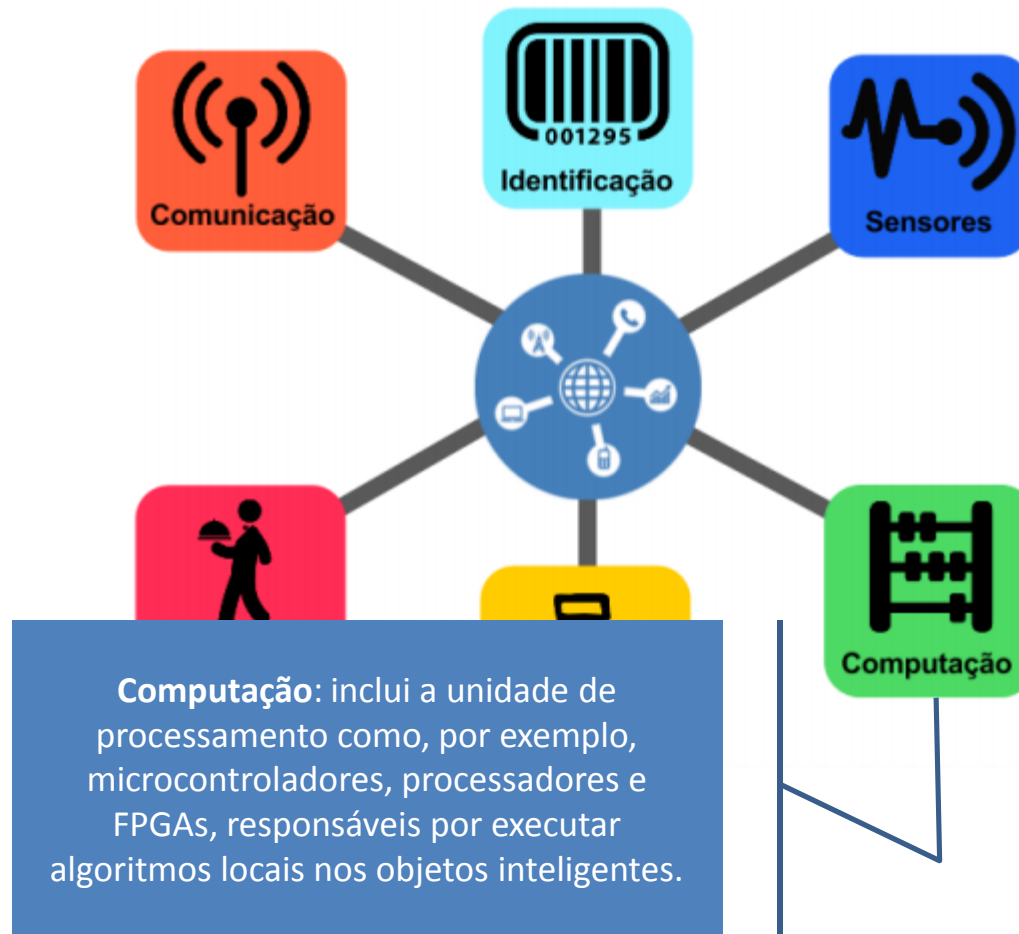 001295
Identificação
Comunicação
Sensores
Computação
Computação: inclui a unidade de
processamento como, por exemplo,
microcontroladores, processadores e
FPGAs, responsáveis por executar
algoritmos locais nos objetos inteligentes.